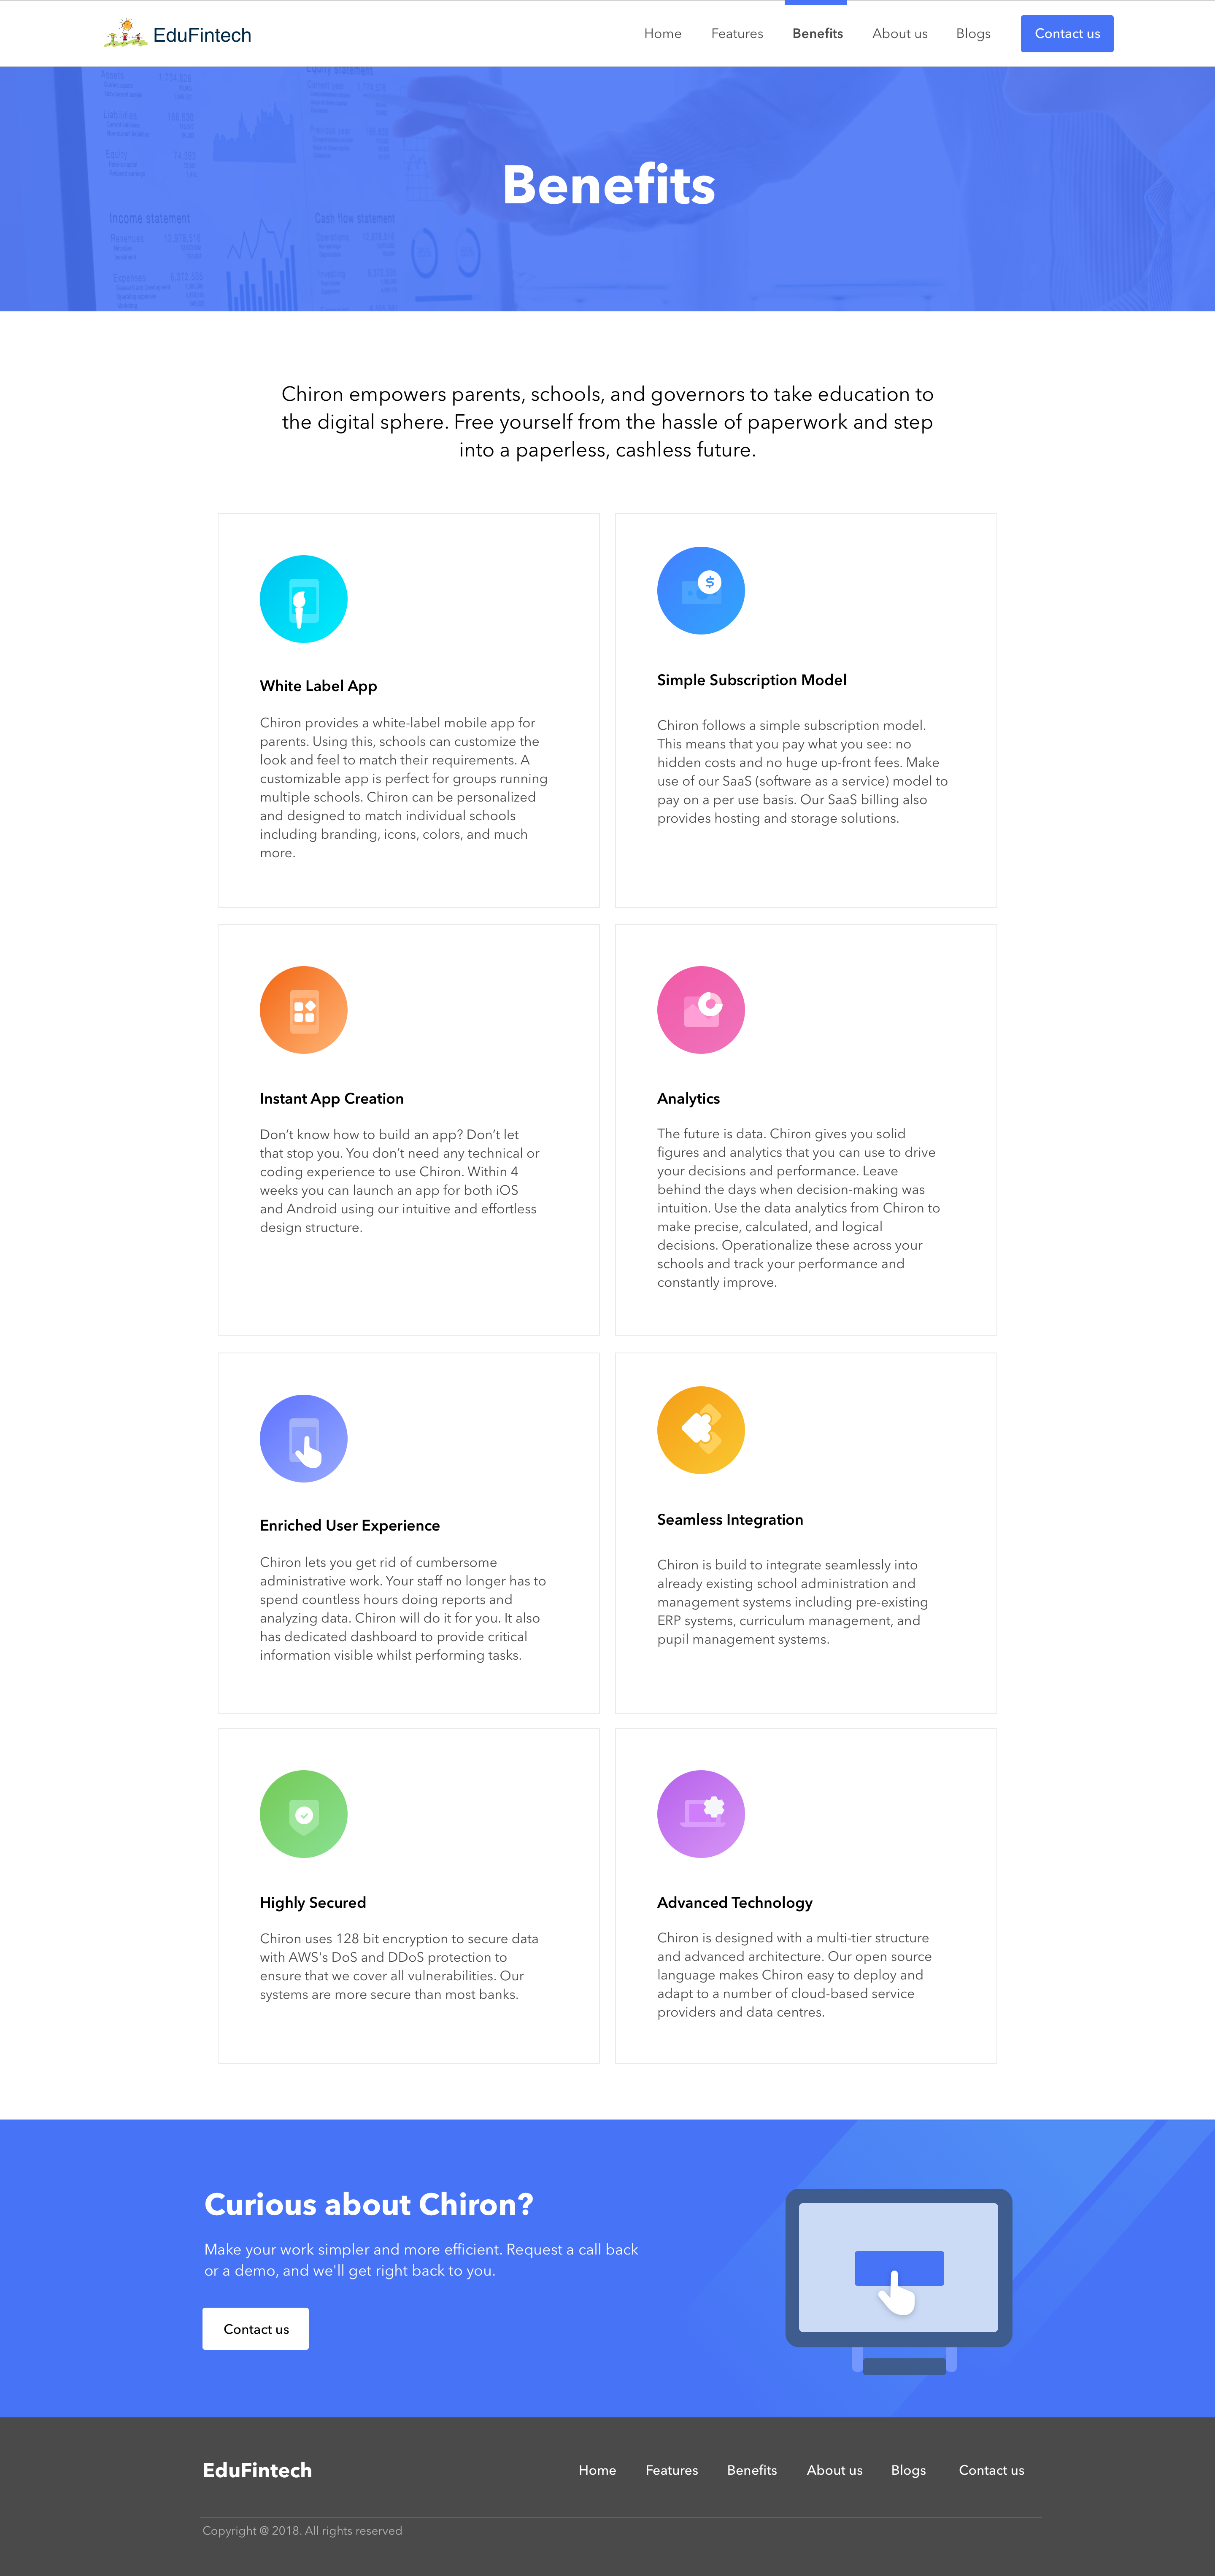 EduFintech
Home Features Benefits About us Blogs Contact us
Assets
Liabilities
Equity
Equity statement
Income statement
Cash flow statement
Revenues
Expenses
Benefits
Chiron empowers parents, schools, and governors to take education to
the digital sphere. Free yourself from the hassle of paperwork and step
into a paperless, cashless future.
$
White Label App
Chiron provides a white-label mobile app for
parents. Using this, schools can customize the
look and feel to match their requirements. A
customizable app is perfect for groups running
multiple schools. Chiron can be personalized
and designed to match individual schools
including branding, icons, colors, and much
more.
Simple Subscription Model
Chiron follows a simple subscription model.
This means that you pay what you see: no
hidden costs and no huge up-front fees. Make
use of our SaaS (software as a service) model to
pay on a per use basis. Our SaaS billing also
provides hosting and storage solutions.
Instant App Creation
Don’t know how to build an app? Don’t let
that stop you. You don’t need any technical or
coding experience to use Chiron. Within 4
weeks you can launch an app for both iOS
and Android using our intuitive and effortless
design structure.
Analytics
The future is data. Chiron gives you solid
figures and analytics that you can use to drive
your decisions and performance. Leave
behind the days when decision-making was
intuition. Use the data analytics from Chiron to
make precise, calculated, and logical
decisions. Operationalize these across your
schools and track your performance and
constantly improve.
Enriched User Experience
Chiron lets you get rid of cumbersome
administrative work. Your staff no longer has to
spend countless hours doing reports and
analyzing data. Chiron will do it for you. It also
has dedicated dashboard to provide critical
information visible whilst performing tasks.
Seamless Integration
Chiron is build to integrate seamlessly into
already existing school administration and
management systems including pre-existing
ERP systems, curriculum management, and
pupil management systems.
Highly Secured
Chiron uses 128 bit encryption to secure data
with AWS's DoS and DDoS protection to
ensure that we cover all vulnerabilities. Our
systems are more secure than most banks.
Advanced Technology
Chiron is designed with a multi-tier structure
and advanced architecture. Our open source
language makes Chiron easy to deploy and
adapt to a number of cloud-based service
providers and data centres.
Curious about Chiron?
Make your work simpler and more efficient. Request a call back
or a demo, and we'll get right back to you.
Contact us
EduFintech
Home Features Benefits About us Blogs Contact us
Copyright @ 2018. All rights reserved